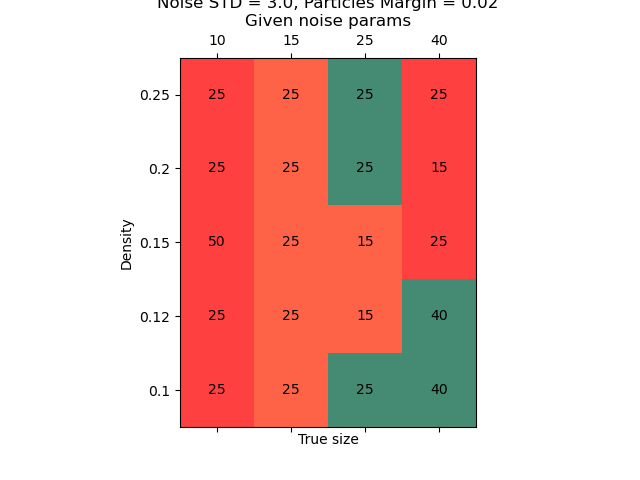 Noise STD = 3.0, Particles Margin = 0.02
Given noise params
10 15 25 40
0.25 25 25 25 25
0.2 25 25 25 15
0.15 50 25 15 25
0.12 25 25 15 40
0.1 25 25 25 40
Density
True size